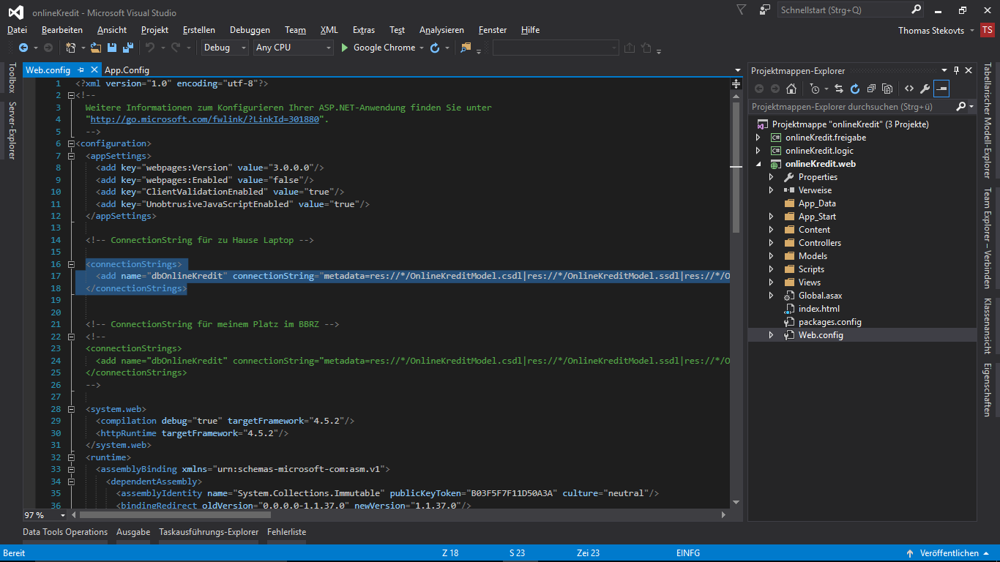 onlineKredit - Microsoft Visual Studio
Schnellstart (Strg+Q)
Datei Bearbeiten Ansicht Projekt Erstellen Debuggen Team XML Extras Test Analysieren Fenster Hilfe
Thomas Stekovts TS
Debug Any CPU Google Chrome
Toolbox
Server-Explorer
Web.config App.Config
1 <?xml version="1.0" encoding="utf-8"?>
2 <!--
3 Weitere Informationen zum Konfigurieren Ihrer ASP.NET-Anwendung finden Sie unter
4 "http://go.microsoft.com/fwlink/?LinkId=301880".
5 -->
6 <configuration>
7 <appSettings>
8 <add key="webpages:Version" value="3.0.0.0"/>
9 <add key="webpages:Enabled" value="false"/>
10 <add key="ClientValidationEnabled" value="true"/>
11 <add key="UnobtrusiveJavaScriptEnabled" value="true"/>
12 </appSettings>
13
14 <!-- ConnectionString für zu Hause Laptop -->
15
16 <connectionStrings>
17 <add name="dbOnlineKredit" connectionString="metadata=res://*/OnlineKreditModel.csdl|res://*/OnlineKreditModel.ssdl|res://*/O
18 </connectionStrings>
19
20
21 <!-- ConnectionString für meinem Platz im BBRZ -->
22 <!--
23 <connectionStrings>
24 <add name="dbOnlineKredit" connectionString="metadata=res://*/OnlineKreditModel.csdl|res://*/OnlineKreditModel.ssdl|res://*/O
25 </connectionStrings>
26 -->
27
28 <system.web>
29 <compilation debug="true" targetFramework="4.5.2"/>
30 <httpRuntime targetFramework="4.5.2"/>
31 </system.web>
32 <runtime>
33 <assemblyBinding xmlns="urn:schemas-microsoft-com:asm.v1">
34 <dependentAssembly>
35 <assemblyIdentity name="System.Collections.Immutable" publicKeyToken="B03F5F7F11D50A3A" culture="neutral"/>
36 <bindingRedirect oldVersion="0.0.0.0-1.1.37.0" newVersion="1.1.37.0"/>
97 %
Projektmappen-Explorer
Projektmappen-Explorer durchsuchen (Strg+ü)
Projektmappe "onlineKredit" (3 Projekte)
C# onlineKredit.freigabe
C# onlineKredit.logic
onlineKredit.web
Properties
Verweise
App_Data
App_Start
Content
Controllers
Models
Scripts
Views
Global.asax
index.html
packages.config
Web.config
Tabellarischer Modell-Explorer
Team Explorer – Verbinden
Klassenansicht
Eigenschaften
Data Tools Operations Ausgabe Taskausführungs-Explorer Fehlerliste
Bereit Z 18 S 23 Zei 23 EINFG Veröffentlichen